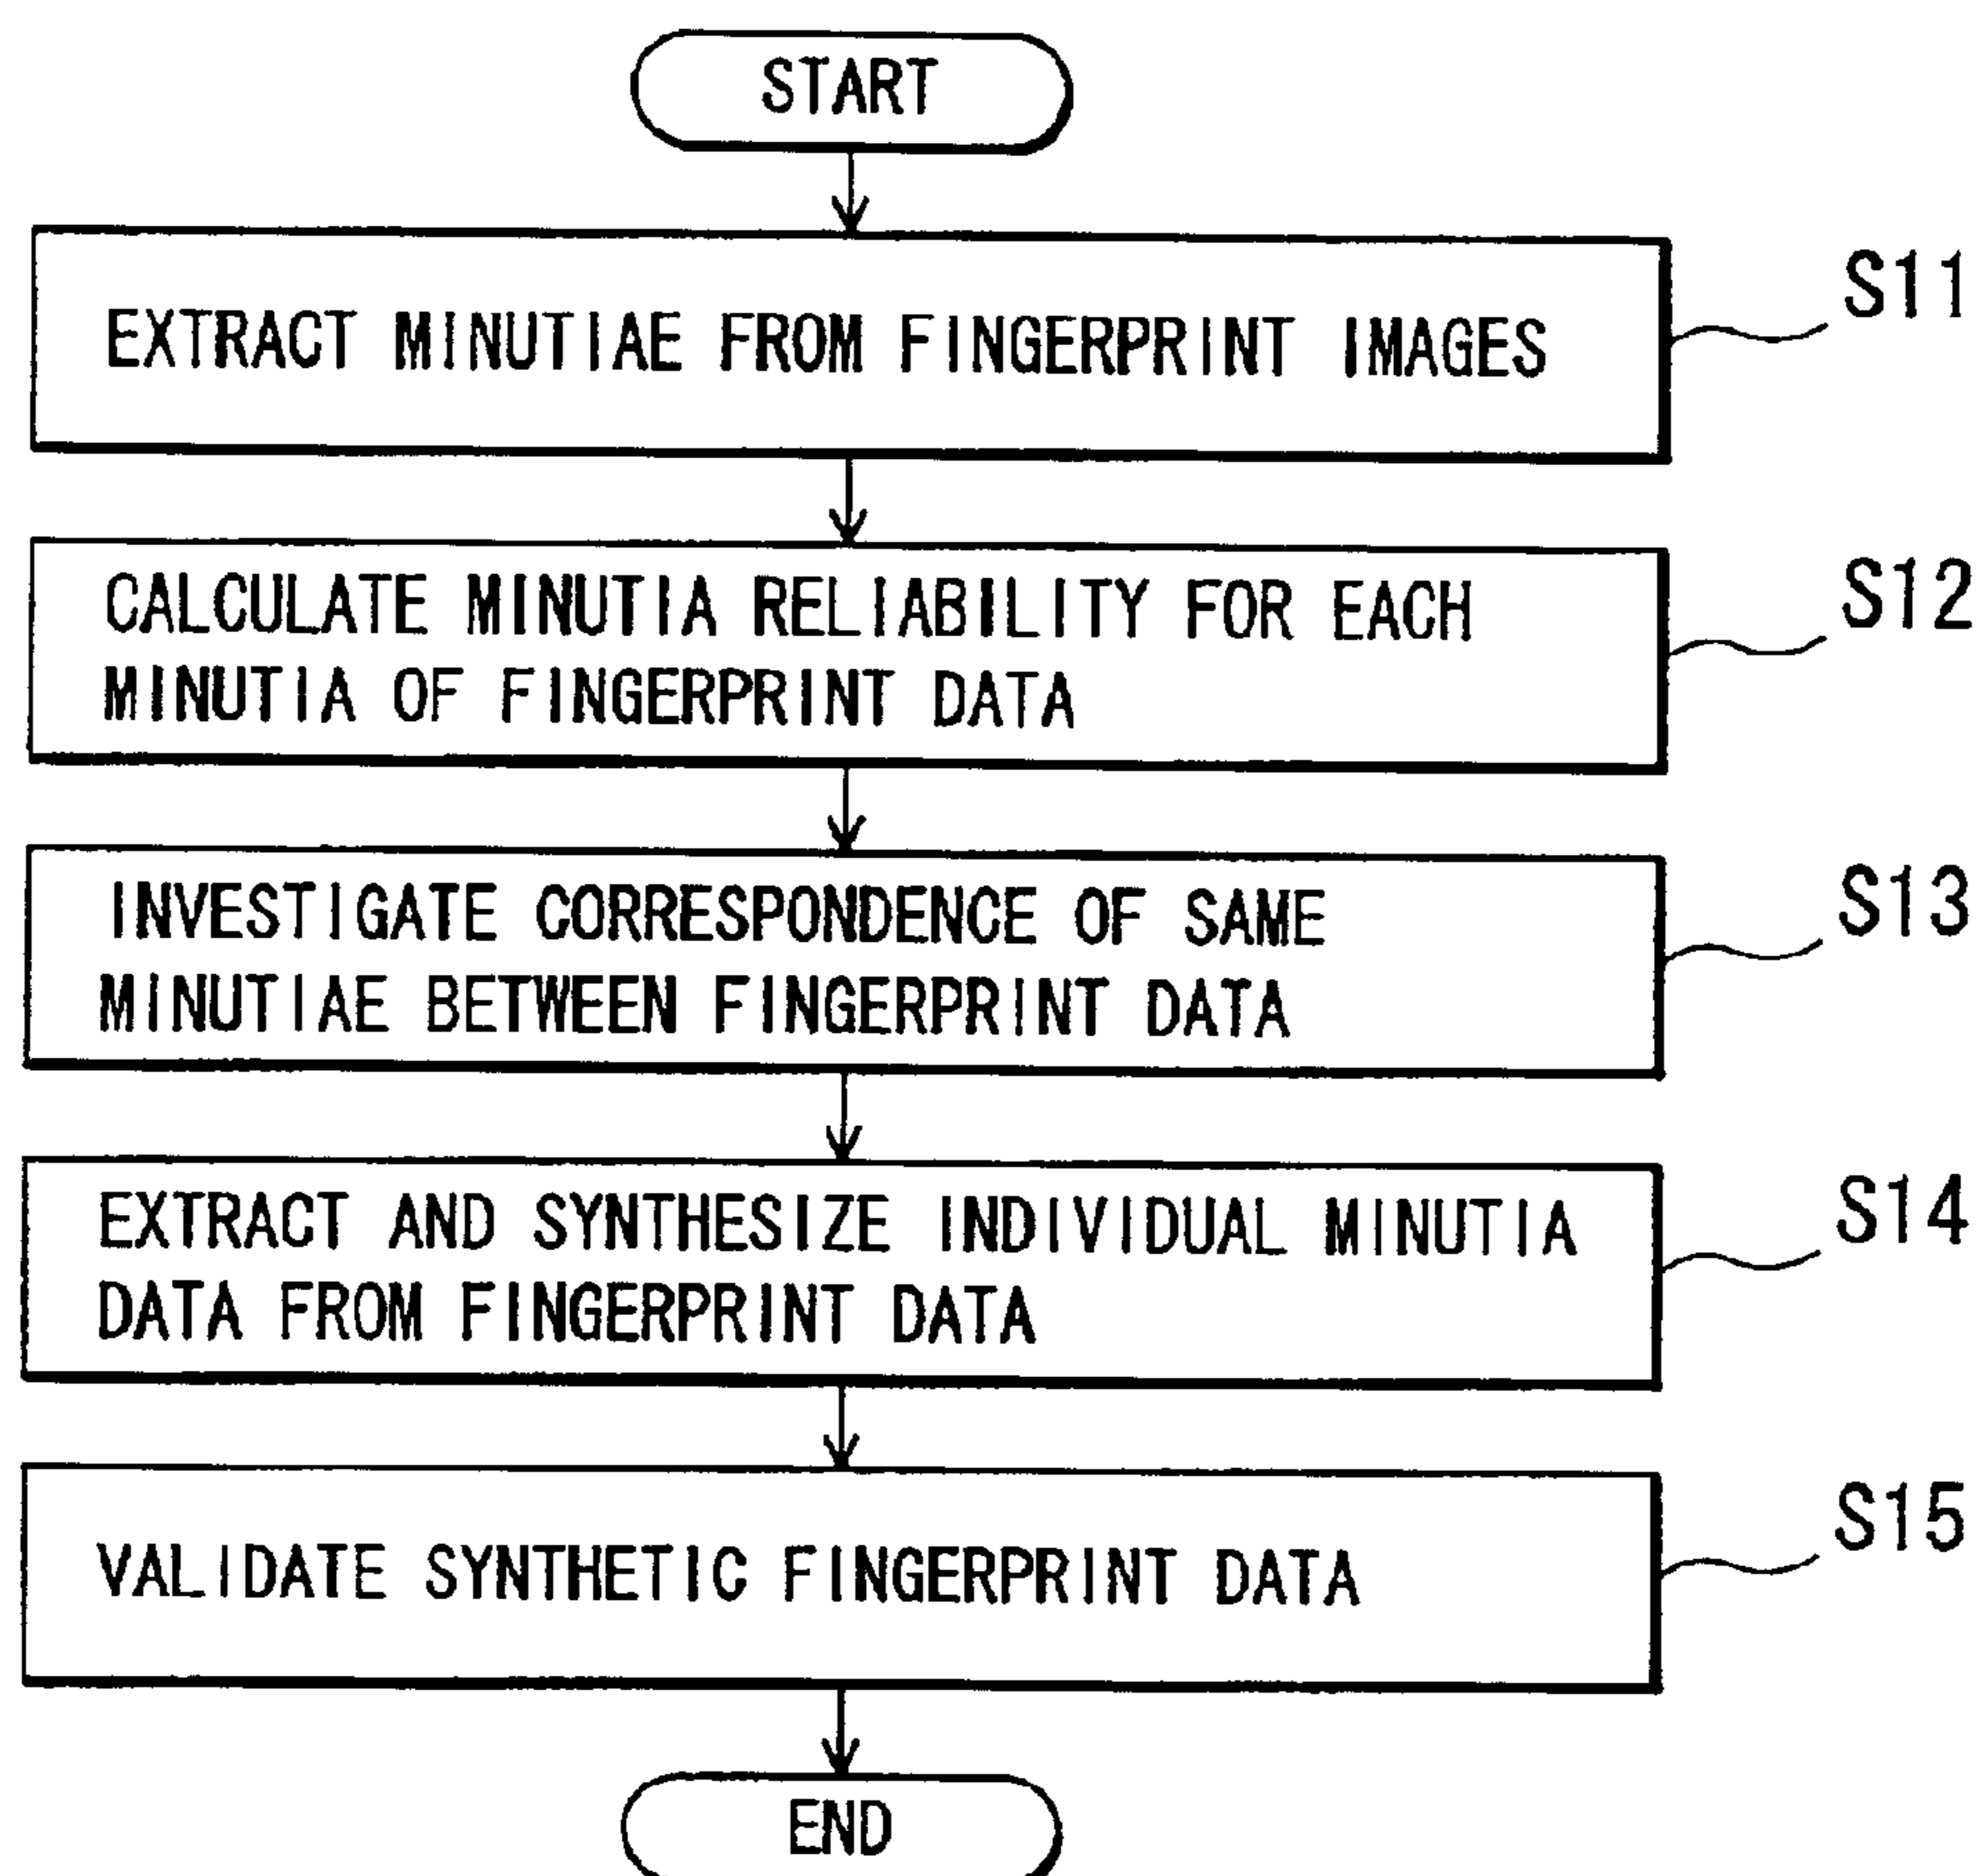 START
EXTRACT MINUTIAE FROM FINGERPRINT IMAGES
S11
CALCULATE MINUTIA RELIABILITY FOR EACH
MINUTIA OF FINGERPRINT DATA
S12
INVESTIGATE CORRESPONDENCE OF SAME
MINUTIAE BETWEEN FINGERPRINT DATA
S13
EXTRACT AND SYNTHESIZE INDIVIDUAL MINUTIA
DATA FROM FINGERPRINT DATA
S14
VALIDATE SYNTHETIC FINGERPRINT DATA
S15
END